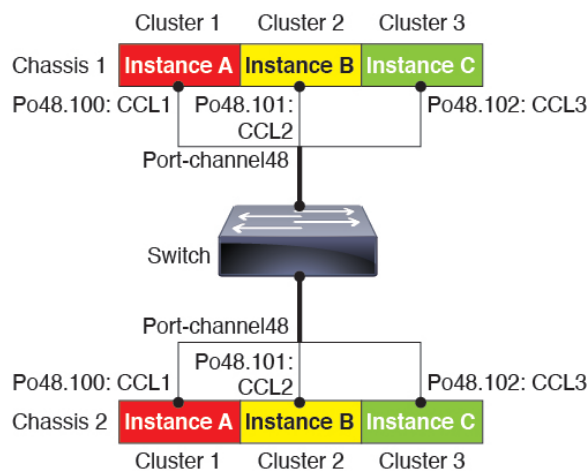 Cluster 1 Cluster 2 Cluster 3
Chassis 1 Instance A Instance B Instance C
Po48.100: CCL1 Po48.101: CCL2 Po48.102: CCL3
Port-channel48
Switch
Port-channel48
Po48.100: CCL1 Po48.101: CCL2 Po48.102: CCL3
Chassis 2 Instance A Instance B Instance C
Cluster 1 Cluster 2 Cluster 3